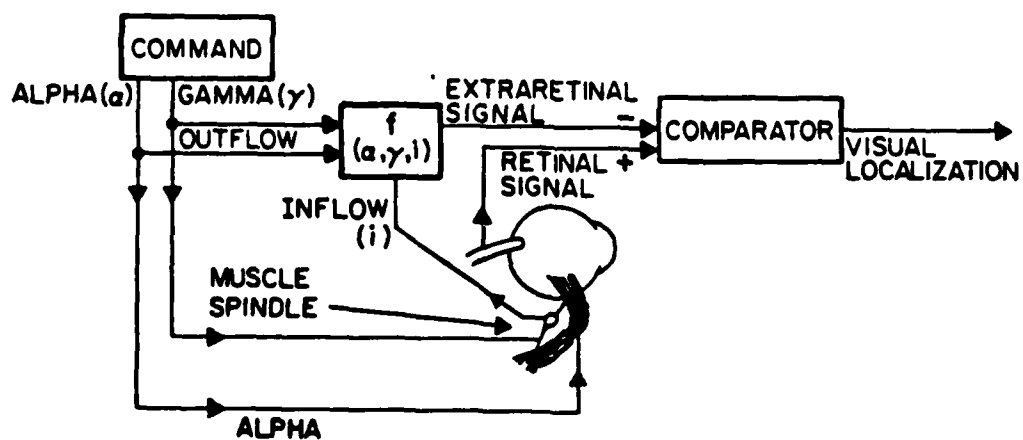 COMMAND
ALPHA(α)
GAMMA(γ)
OUTFLOW
f
(α,γ,i)
EXTRARETINAL
SIGNAL
-
RETINAL +
SIGNAL
COMPARATOR
VISUAL
LOCALIZATION
INFLOW
(i)
MUSCLE
SPINDLE
ALPHA